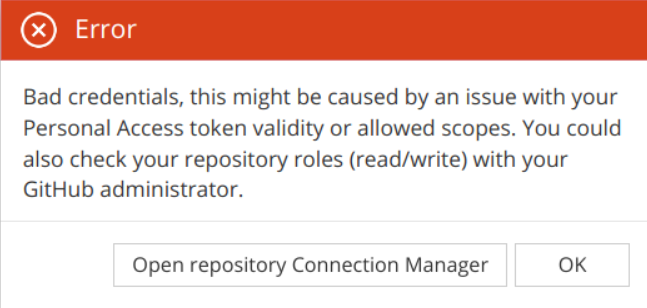 Error
Bad credentials, this might be caused by an issue with your
Personal Access token validity or allowed scopes. You could
also check your repository roles (read/write) with your
GitHub administrator.
Open repository Connection Manager
OK